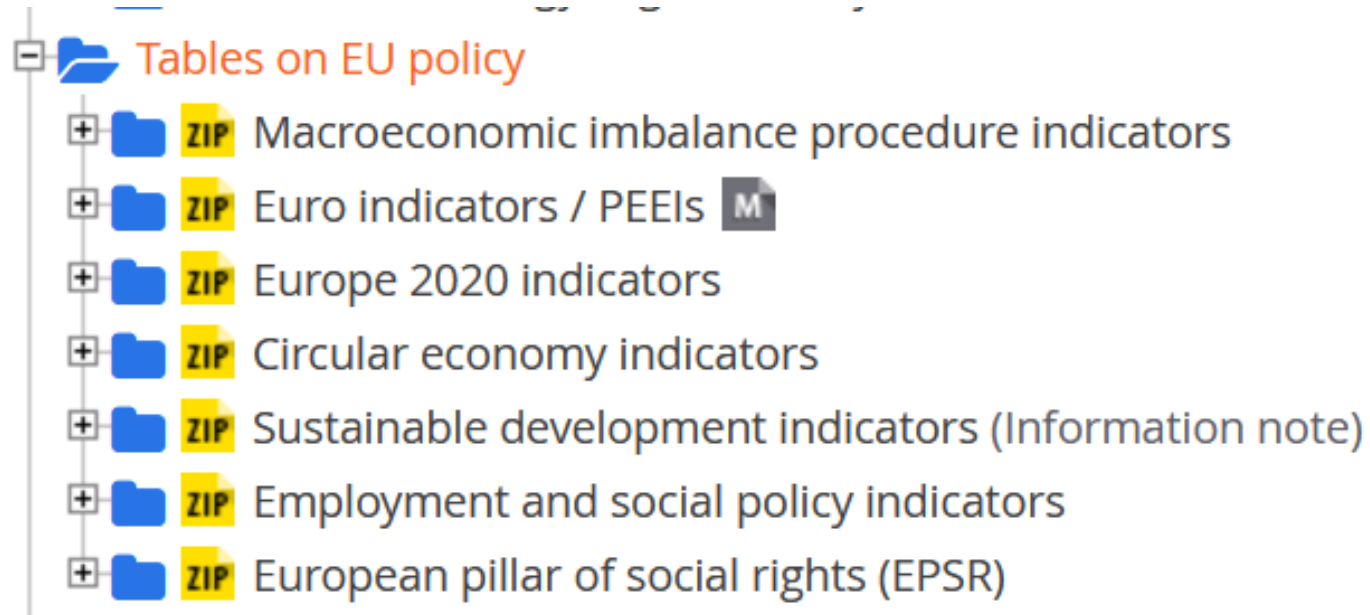 Tables on EU policy
ZIP Macroeconomic imbalance procedure indicators
ZIP Euro indicators / PEEIs M
ZIP Europe 2020 indicators
ZIP Circular economy indicators
ZIP Sustainable development indicators (Information note)
ZIP Employment and social policy indicators
ZIP European pillar of social rights (EPSR)